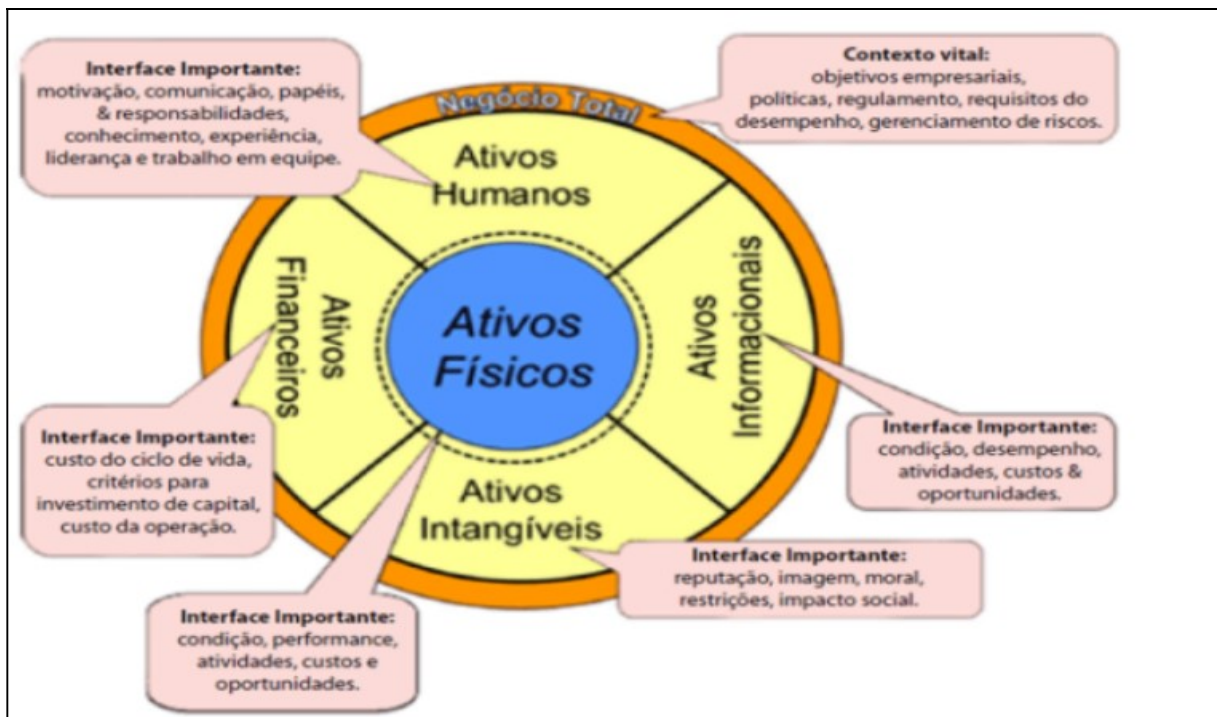 Interface Importante:
motivação, comunicação, papéis,
& responsabilidades,
conhecimento, experiência,
liderança e trabalho em equipe.
Contexto vital:
objetivos empresariais,
políticas, regulamento, requisitos do
desempenho, gerenciamento de riscos.
Negócio Total
Ativos
Humanos
Ativos
Financeiros
Ativos
Físicos
Ativos
Informacionais
Ativos
Intangíveis
Interface Importante:
custo do ciclo de vida,
critérios para
investimento de capital,
custo da operação.
Interface Importante:
condição, desempenho,
atividades, custos &
oportunidades.
Interface Importante:
reputação, imagem, moral,
restrições, impacto social.
Interface Importante:
condição, performance,
atividades, custos e
oportunidades.